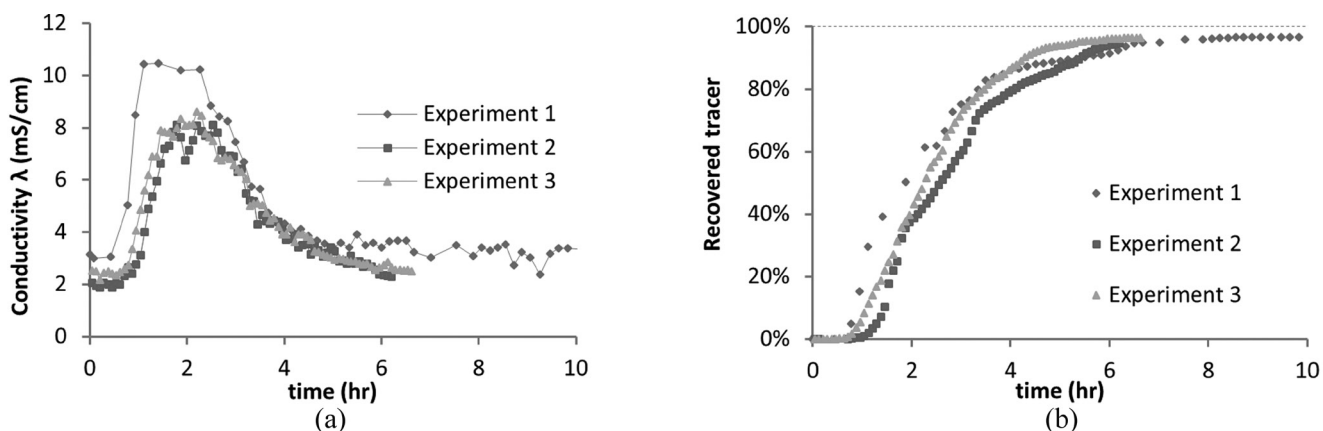 12
10
8
6
4
2
0
Conductivity λ (mS/cm)
0 2 4 6 8 10
time (hr)
Experiment 1
Experiment 2
Experiment 3
(a)
100%
80%
60%
40%
20%
0%
Recovered tracer
0 2 4 6 8 10
time (hr)
Experiment 1
Experiment 2
Experiment 3
(b)